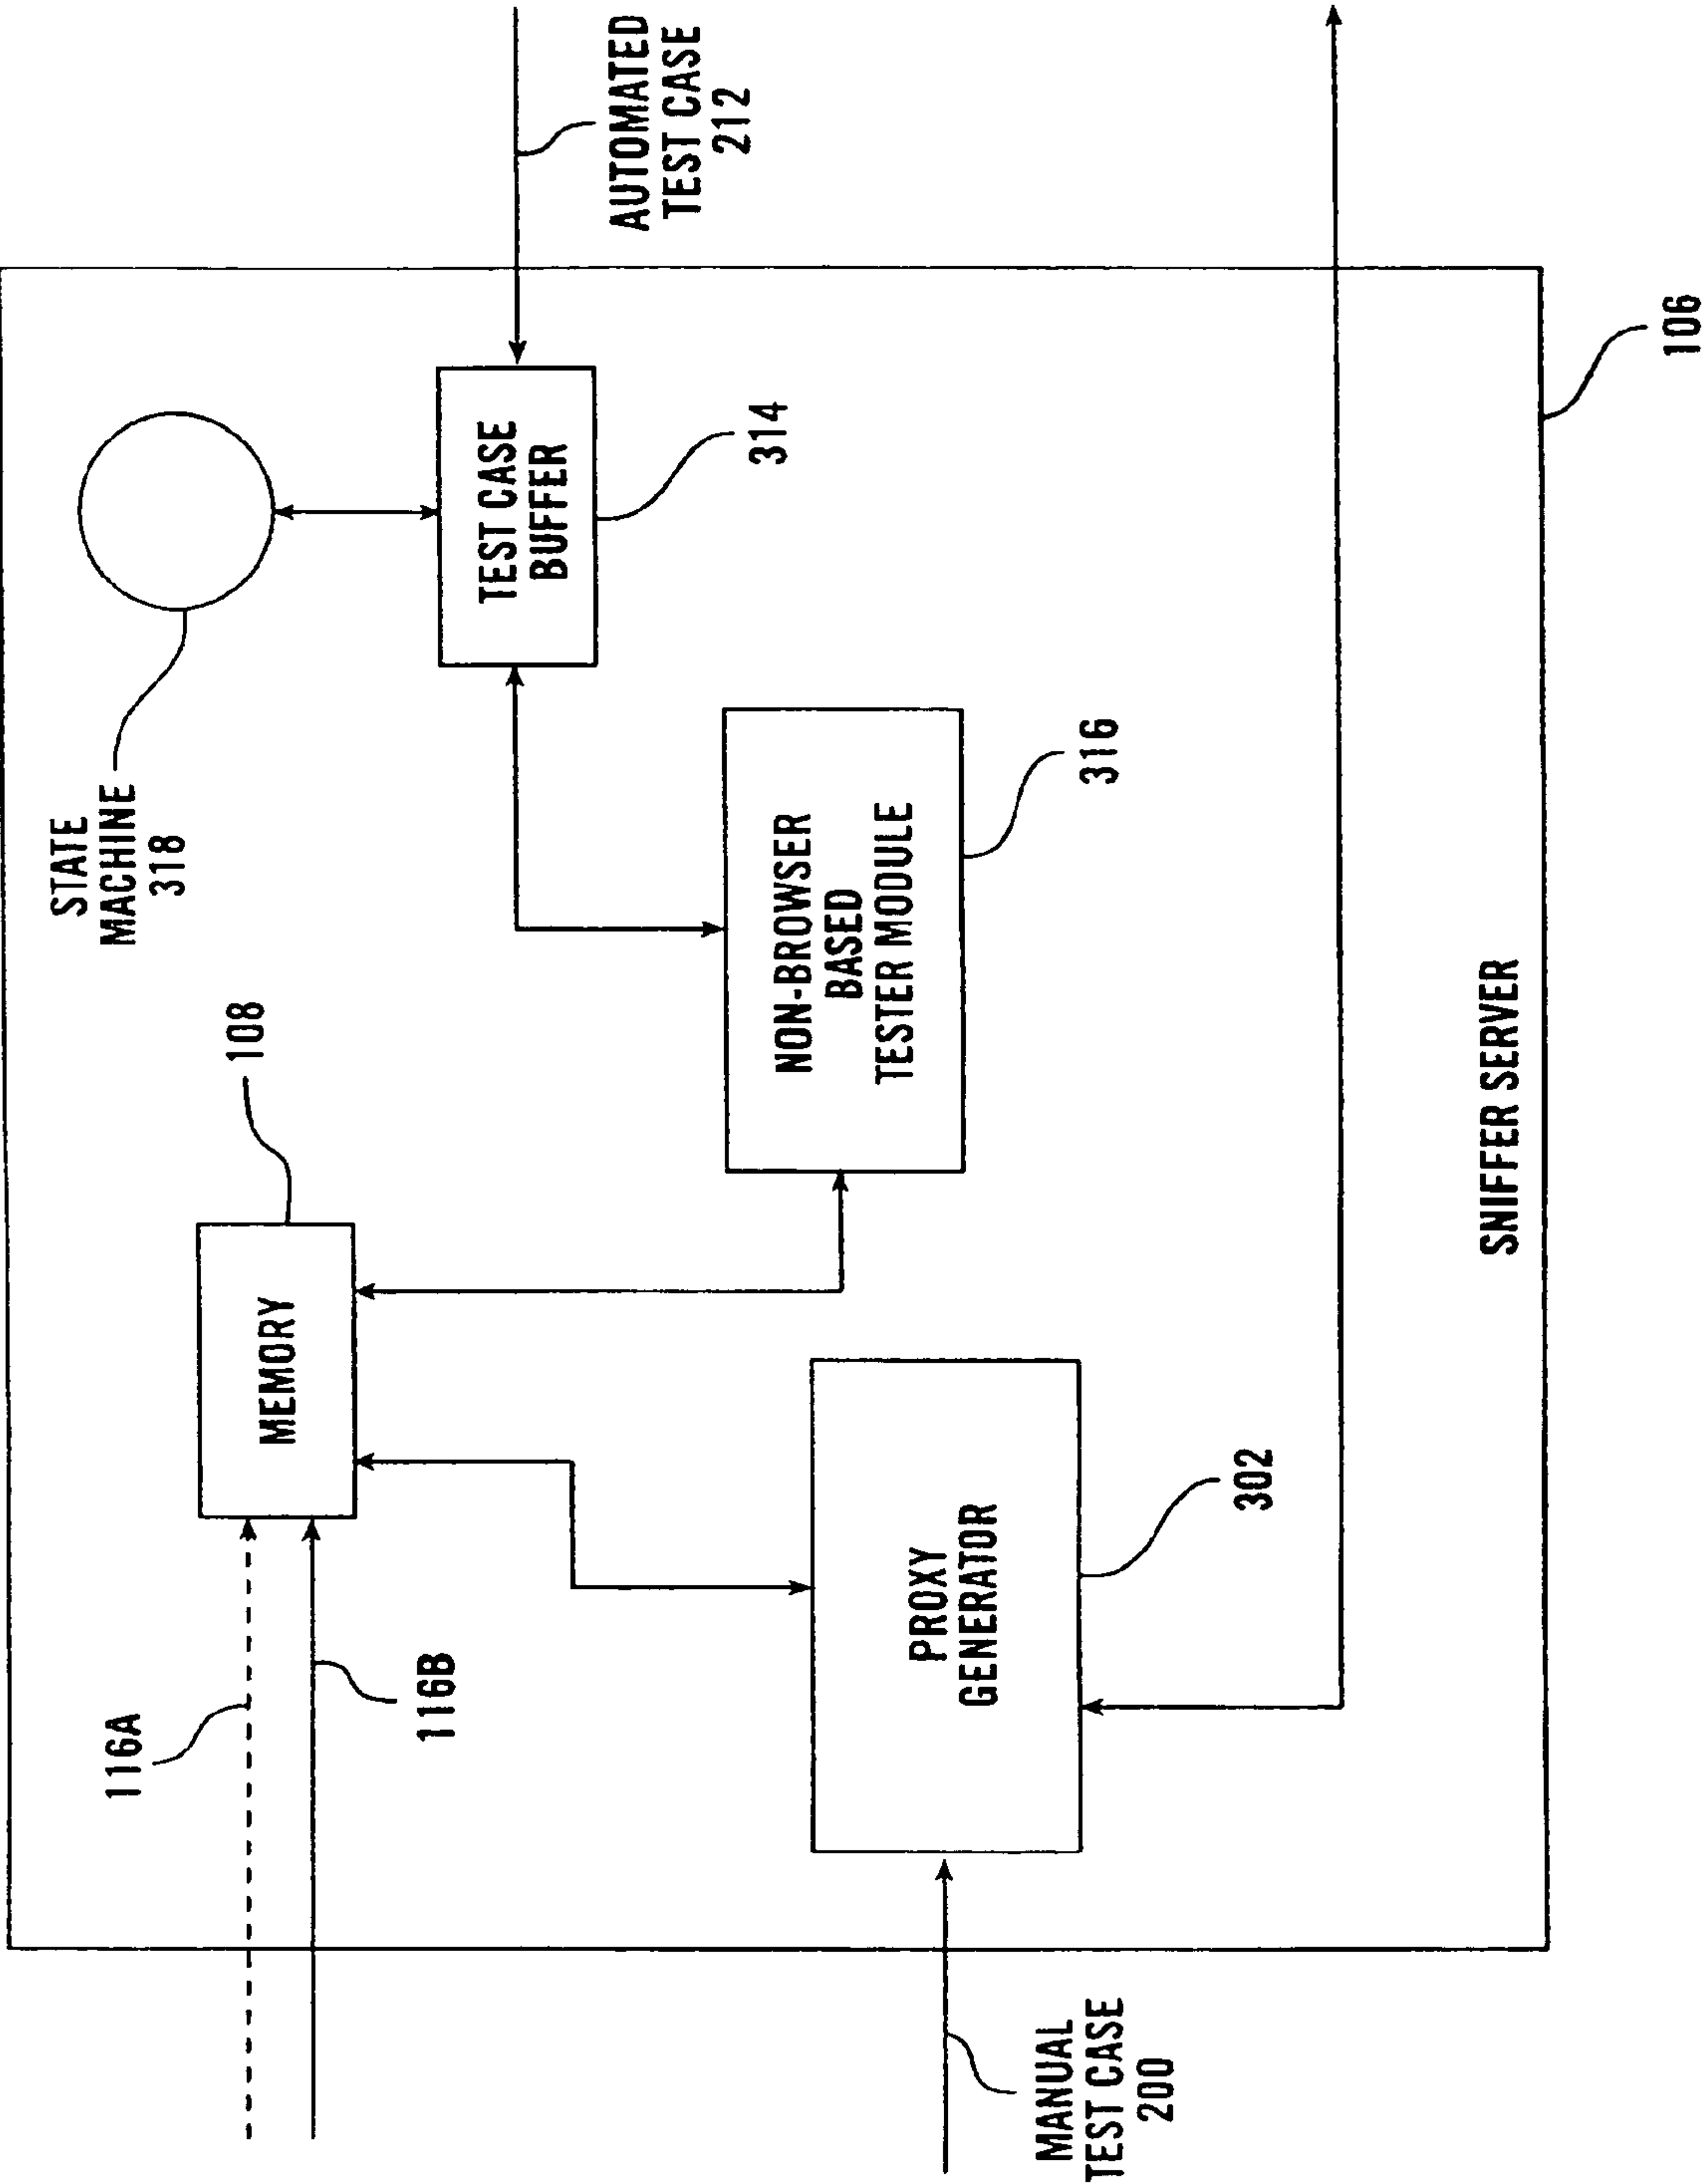 116A
116B
MEMORY
108
STATE
MACHINE
318
TEST CASE
BUFFER
314
AUTOMATED
TEST CASE
212
NON-BROWSER
BASED
TESTER MODULE
316
PROXY
GENERATOR
302
MANUAL
TEST CASE
200
SNIFFER SERVER
106